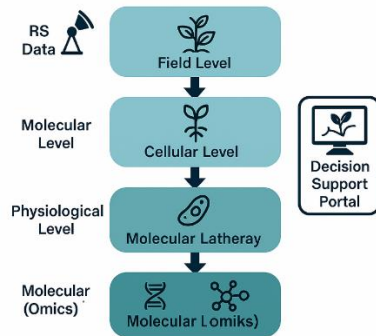 RS
Data
Field Level
Molecular
Level
Cellular Level
Decision
Support
Portal
Physiological
Level
Molecular Latheray
Molecular
(Omics)
Molecular Lomiks)